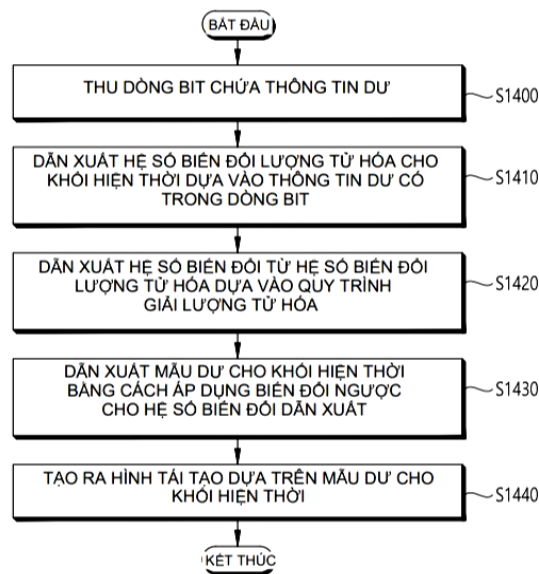 BẮT ĐẦU
THU DÒNG BIT CHỨA THÔNG TIN DƯ
S1400
DẪN XUẤT HỆ SỐ BIẾN ĐỔI LƯỢNG TỬ HÓA CHO
KHỐI HIỆN THỜI DỰA VÀO THÔNG TIN DƯ CÓ
TRONG DÒNG BIT
S1410
DẪN XUẤT HỆ SỐ BIẾN ĐỔI TỪ HỆ SỐ BIẾN ĐỔI
LƯỢNG TỬ HÓA DỰA VÀO QUY TRÌNH
GIẢI LƯỢNG TỬ HÓA
S1420
DẪN XUẤT MẪU DƯ CHO KHỐI HIỆN THỜI
BẰNG CÁCH ÁP DỤNG BIẾN ĐỔI NGƯỢC
CHO HỆ SỐ BIẾN ĐỔI DẪN XUẤT
S1430
TẠO RA HÌNH TÁI TẠO DỰA TRÊN MẪU DƯ CHO
KHỐI HIỆN THỜI
S1440
KẾT THÚC